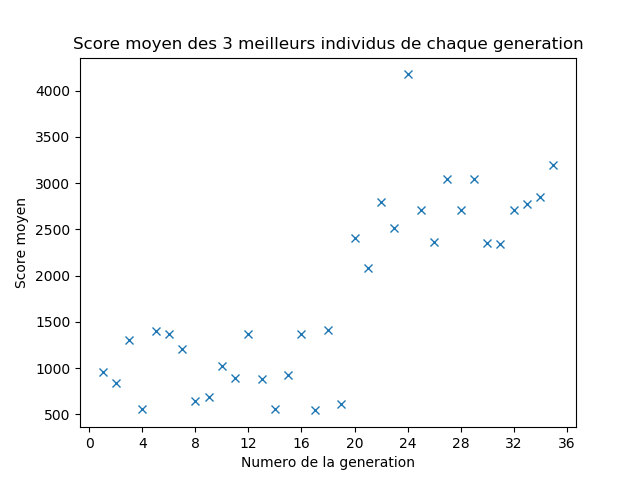 Score moyen des 3 meilleurs individus de chaque generation
4000
3500
3000
2500
2000
1500
1000
500
Score moyen
0 4 8 12 16 20 24 28 32 36
Numero de la generation